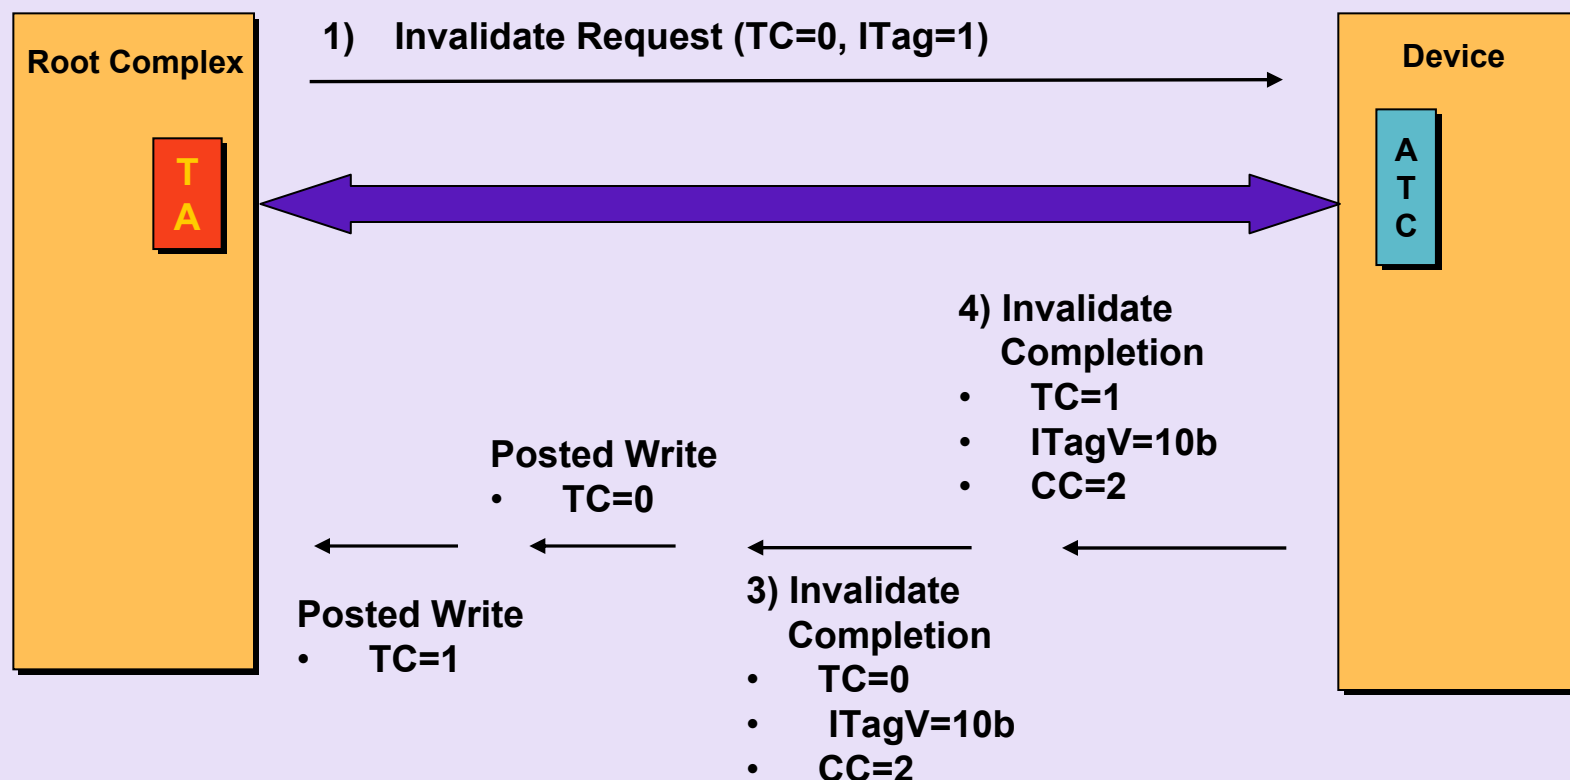 1) Invalidate Request (TC=0, ITag=1)
Root Complex
Device
T
A
A
T
C
4) Invalidate
Completion
• TC=1
• ITagV=10b
• CC=2
Posted Write
• TC=0
Posted Write
• TC=1
3) Invalidate
Completion
• TC=0
• ITagV=10b
• CC=2